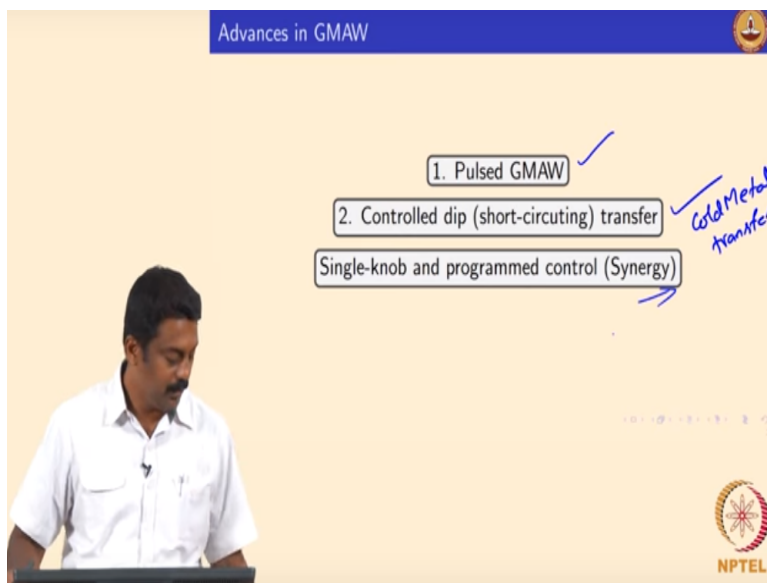 Advances in GMAW
1. Pulsed GMAW
2. Controlled dip (short-circuting) transfer
Cold Metal
transfe
Single-knob and programmed control (Synergy)
NPTEL